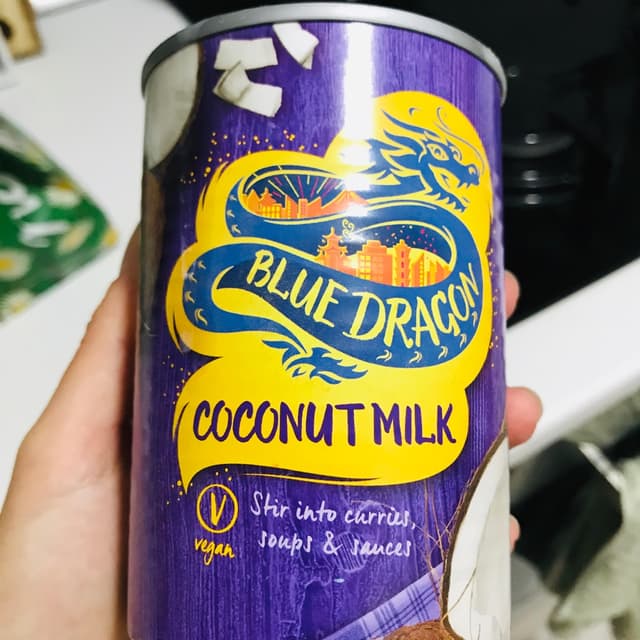 BLUE DRAGON
COCONUT MILK
V
vegan
Stir into curries,
soups & sauces